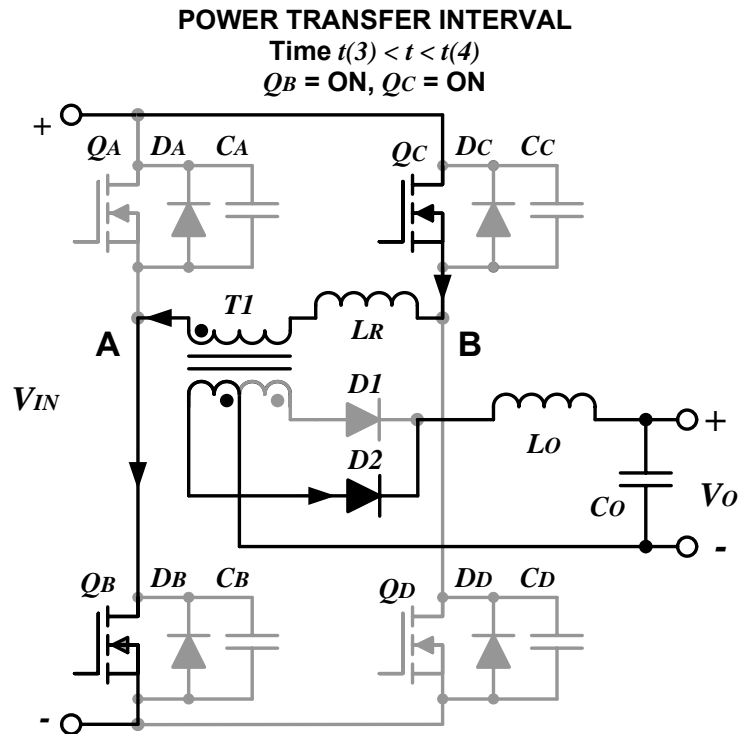 POWER TRANSFER INTERVAL
Time t(3) < t < t(4)
QB = ON, QC = ON
+
QA DA CA
QC DC CC
T1
LR
A
B
VIN
D1
D2
LO
+
CO
VO
-
QB DB CB
QD DD CD
-